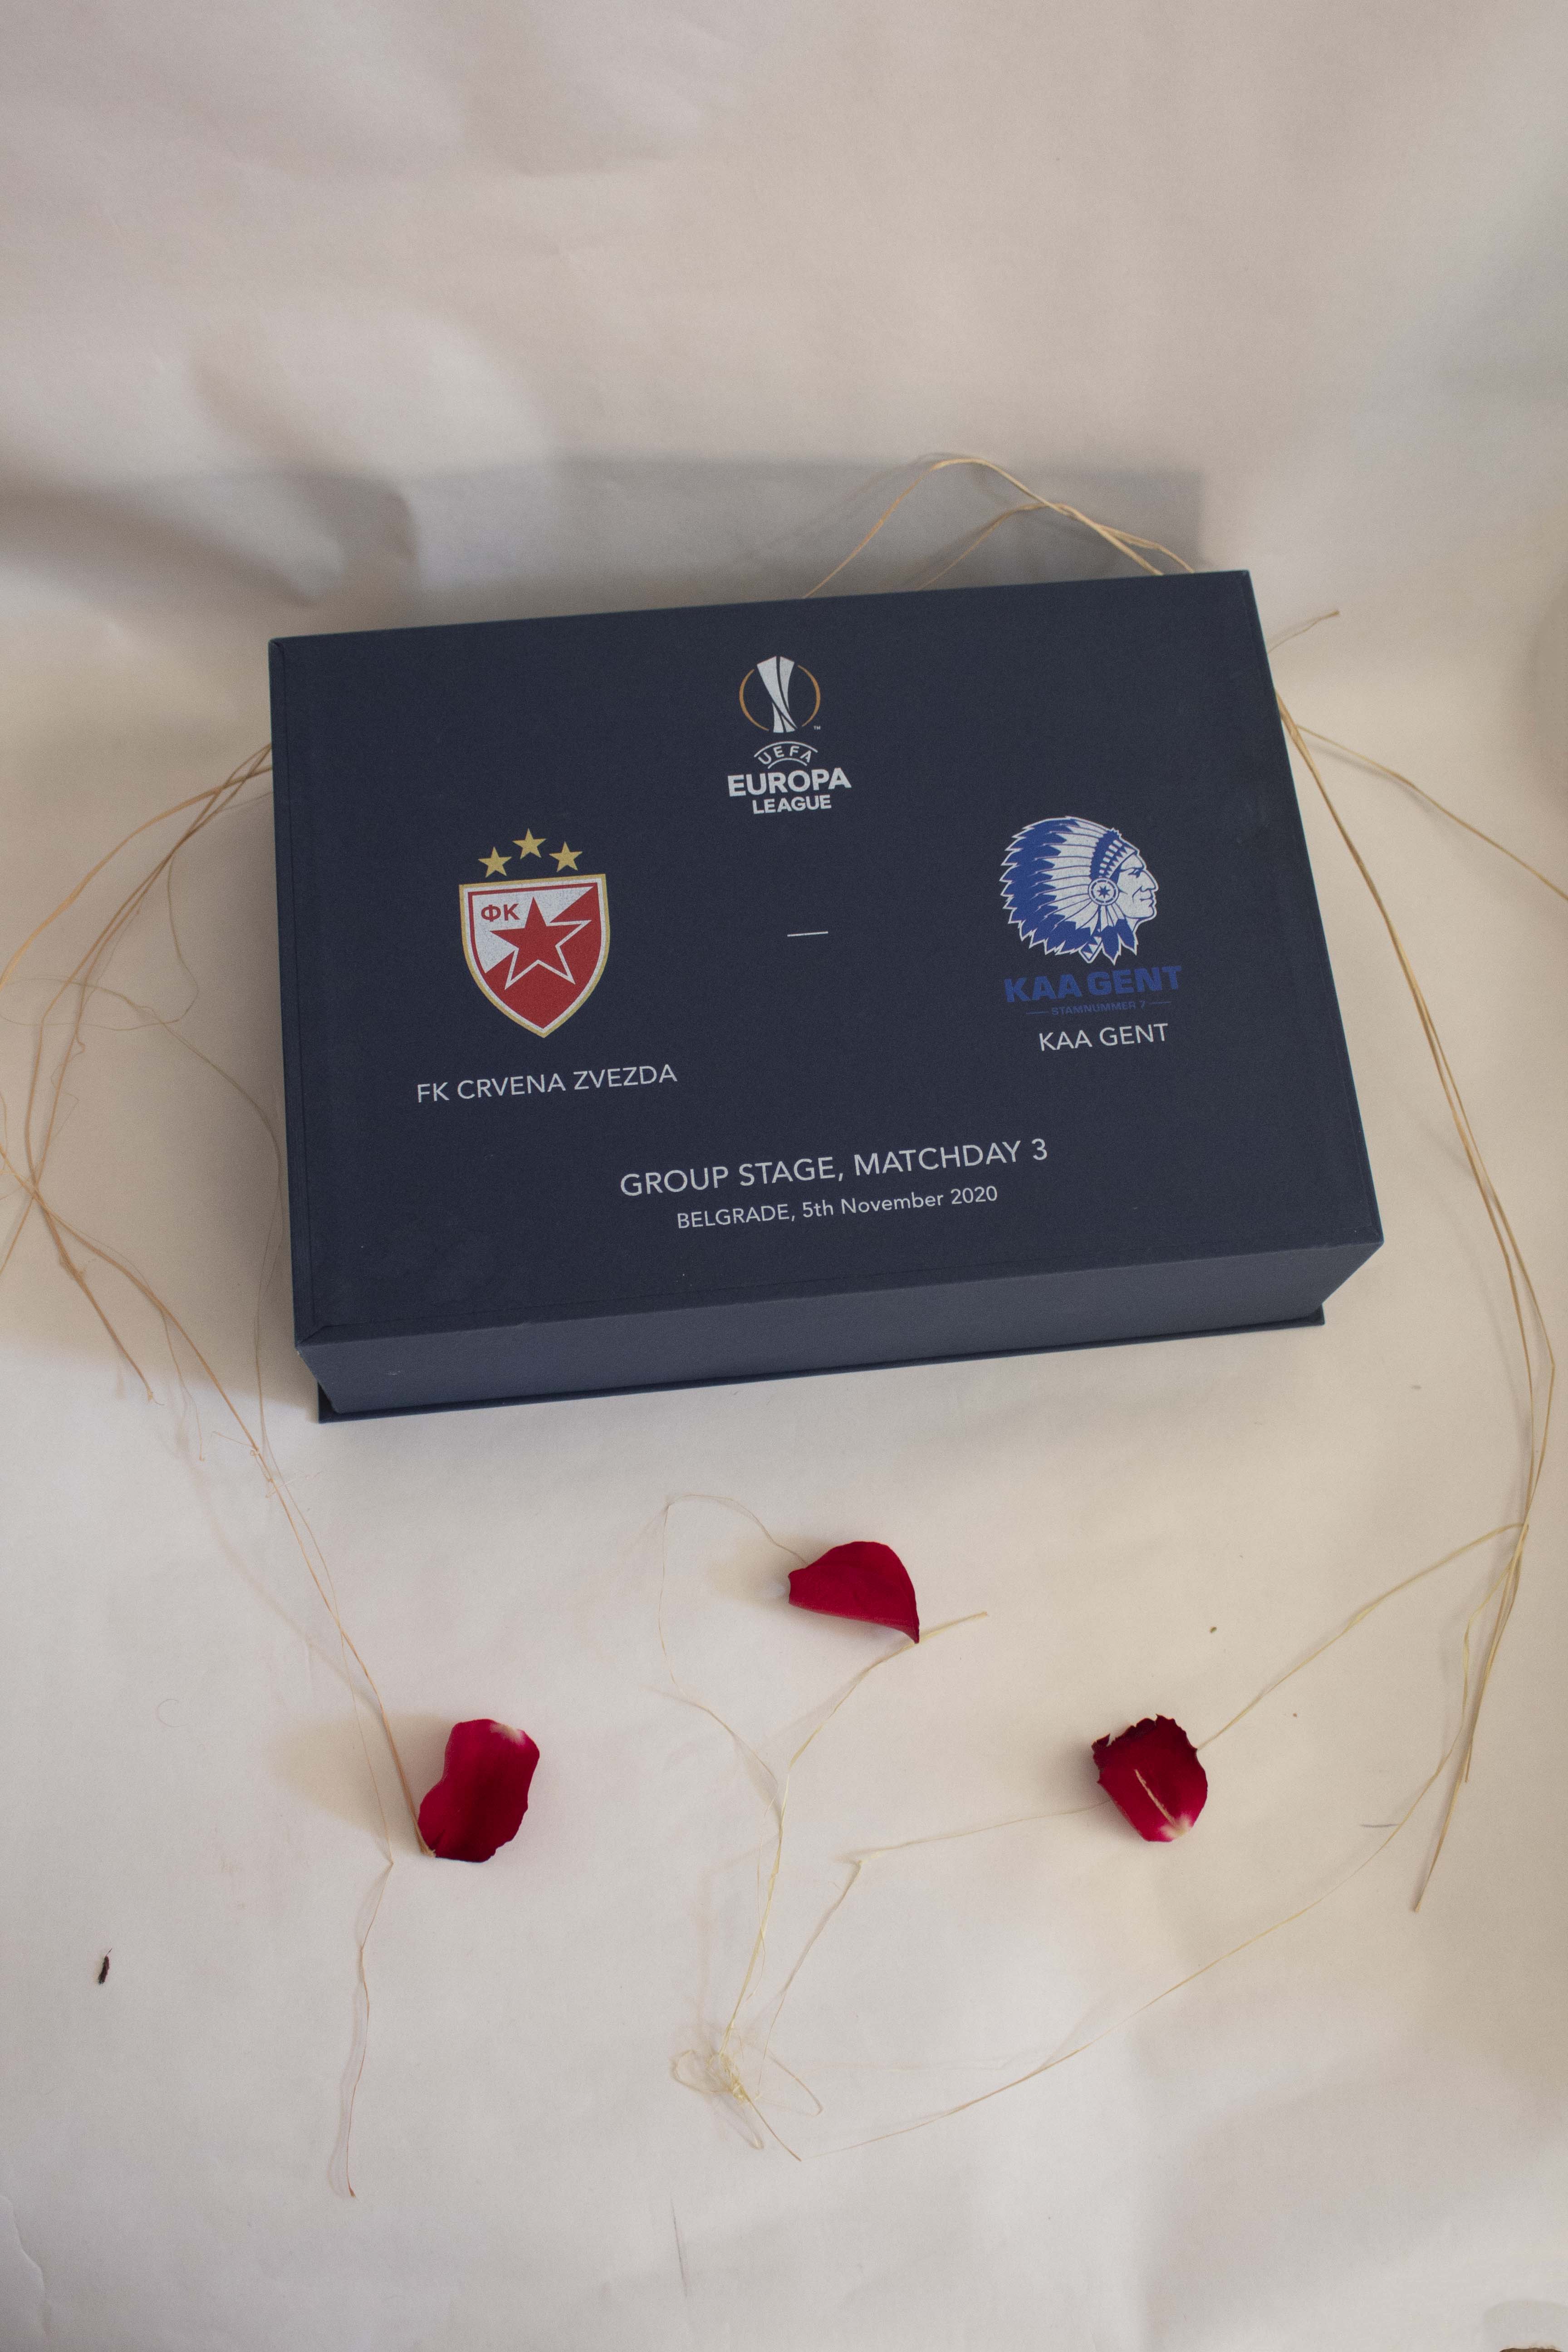 ™
UEFA
EUROPA
LEAGUE
ФК
FK CRVENA ZVEZDA
—
KAA GENT
STAMNUMMER 7
KAA GENT
GROUP STAGE, MATCHDAY 3
BELGRADE, 5th November 2020